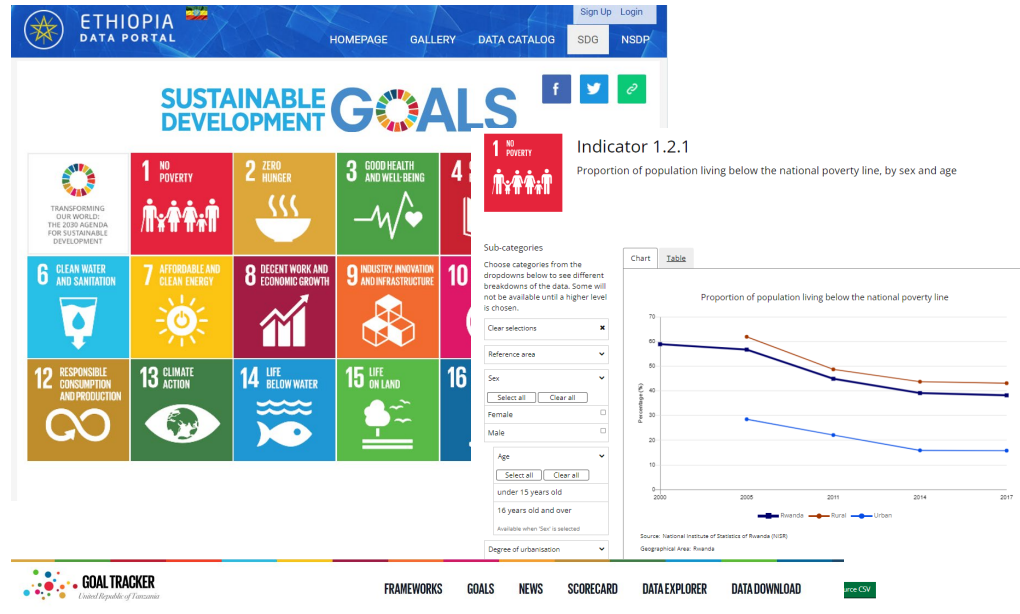 Sign Up Login
ETHIOPIA
DATA PORTAL
HOMEPAGE GALLERY DATA CATALOG SDG NSDP
SUSTAINABLE
DEVELOPMENT
GOALS
TRANSFORMING
OUR WORLD:
THE 2030 AGENDA
FOR SUSTAINABLE
DEVELOPMENT
1 NO
POVERTY
2 ZERO
HUNGER
3 GOOD HEALTH
AND WELL-BEING
4
6 CLEAN WATER
AND SANITATION
7 AFFORDABLE AND
CLEAN ENERGY
8 DECENT WORK AND
ECONOMIC GROWTH
9 INDUSTRY, INNOVATION
AND INFRASTRUCTURE
10
12 RESPONSIBLE
CONSUMPTION
AND PRODUCTION
13 CLIMATE
ACTION
14 LIFE
BELOW WATER
15 LIFE
ON LAND
16
1 NO
POVERTY
Indicator 1.2.1
Proportion of population living below the national poverty line, by sex and age
Sub-categories
Choose categories from the
dropdowns below to see different
breakdowns of the data. Some will
not be available until a higher level
is chosen.
Clear selections
Reference area
Sex
Select all Clear all
Female
Male
Age
Select all Clear all
under 15 years old
16 years old and over
Available when 'Sex' is selected
Degree of urbanisation
Chart Table
Proportion of population living below the national poverty line
Percentage (%)
70
60
50
40
30
20
10
0
2000 2005 2011 2014 2017
Rwanda Rural Urban
Source: National Institute of Statistics of Rwanda (NISR)
Geographical Area: Rwanda
GOAL TRACKER
United Republic of Tanzania
FRAMEWORKS GOALS NEWS SCORECARD DATA EXPLORER DATA DOWNLOAD
urce CSV